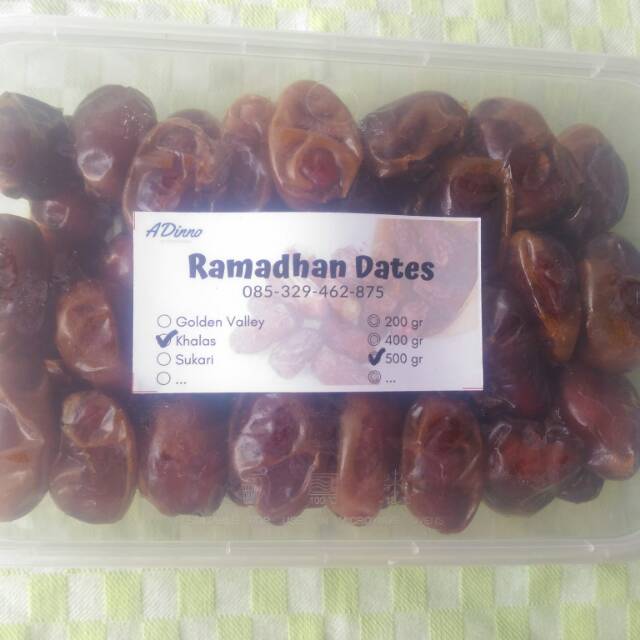 A'Dinno
Ramadhan Dates
085-329-462-875
Golden Valley
Khalas
Sukari
...
200 gr
400 gr
500 gr
...